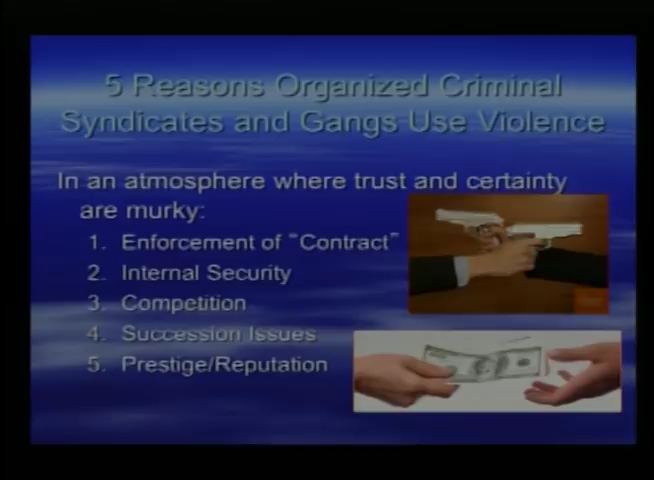 5 Reasons Organized Criminal
Syndicates and Gangs Use Violence
In an atmosphere where trust and certainty
are murky:
1. Enforcement of "Contract"
2. Internal Security
3. Competition
4. Succession Issues
5. Prestige/Reputation